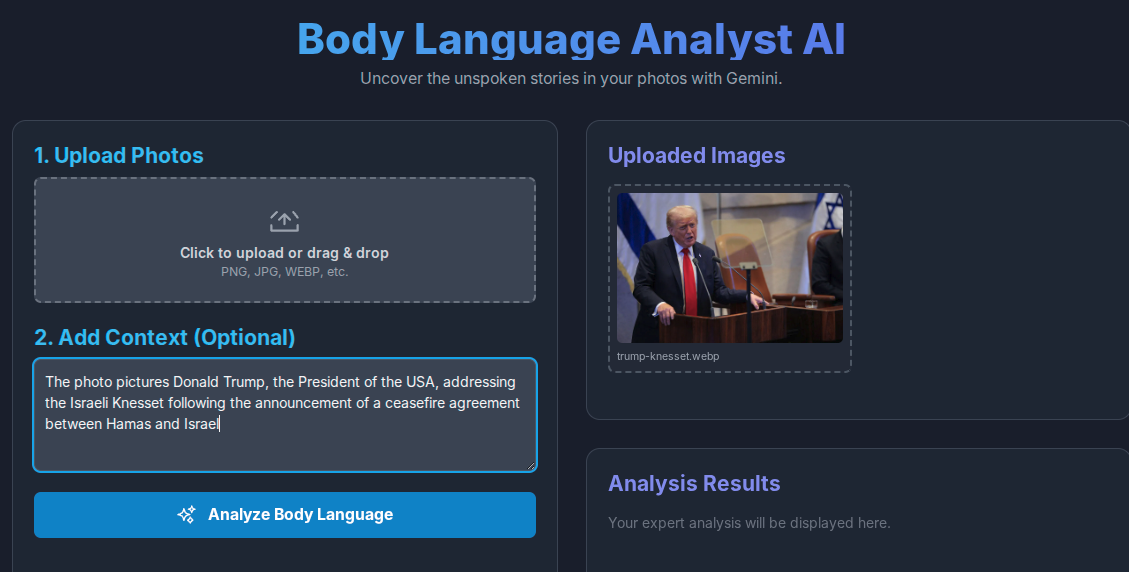 Body Language Analyst AI
Uncover the unspoken stories in your photos with Gemini.
1. Upload Photos
Click to upload or drag & drop
PNG, JPG, WEBP, etc.
2. Add Context (Optional)
The photo pictures Donald Trump, the President of the USA, addressing
the Israeli Knesset following the announcement of a ceasefire agreement
between Hamas and Israel
Analyze Body Language
Uploaded Images
trump-knesset.webp
Analysis Results
Your expert analysis will be displayed here.